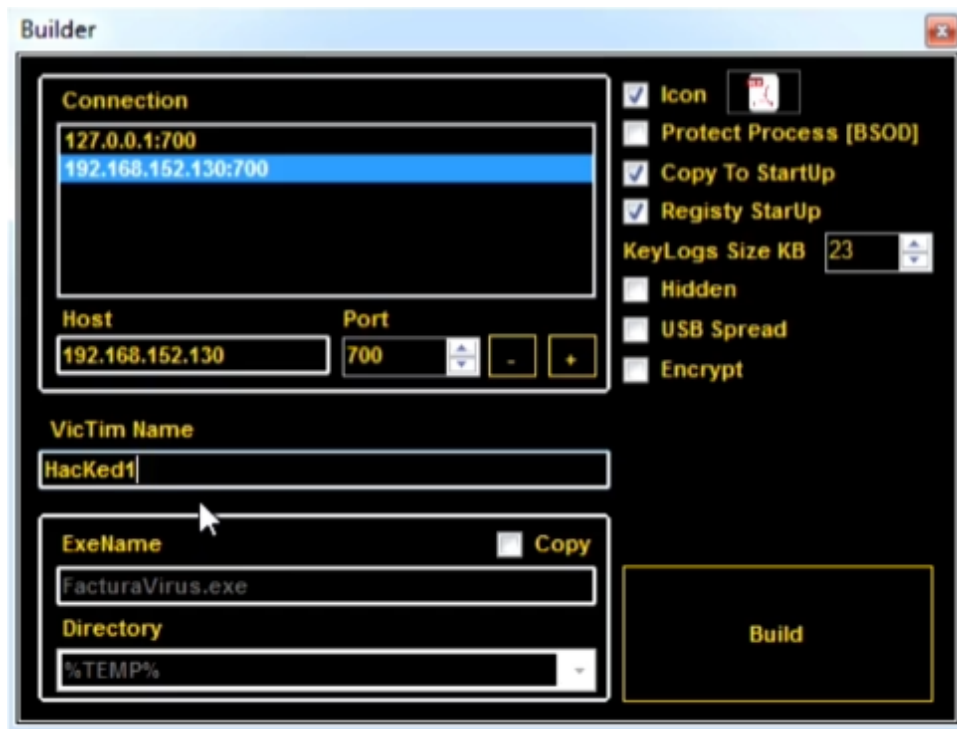 Builder
Connection
127.0.0.1:700
192.168.152.130:700
Host
Port
192.168.152.130
700
-
+
Icon
Protect Process [BSOD]
Copy To StartUp
Registy StarUp
KeyLogs Size KB
23
Hidden
USB Spread
Encrypt
VicTim Name
HacKed1
ExeName
Copy
FacturaVirus.exe
Directory
%TEMP%
Build